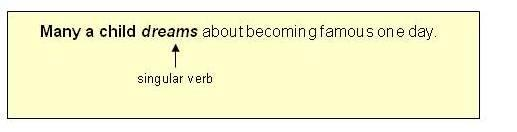 Many a child dreams about becoming famous one day.
singular verb